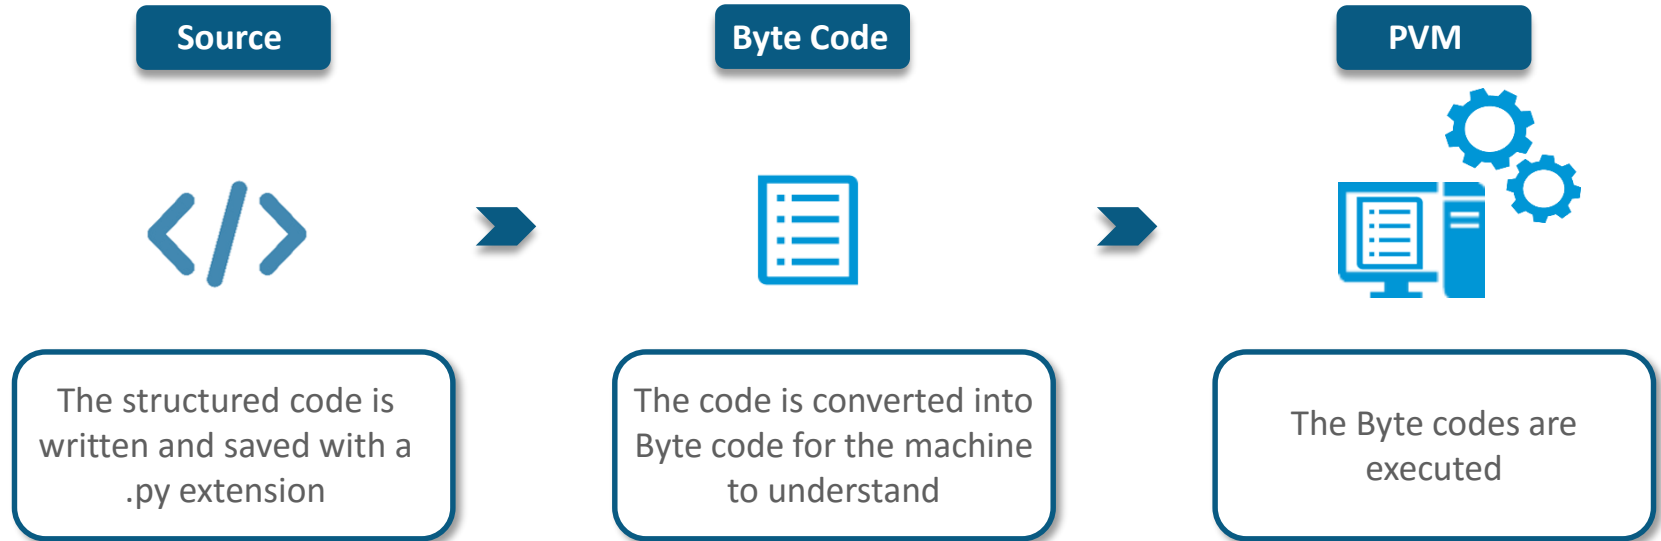 Source
Byte Code
PVM
The structured code is
written and saved with a
.py extension
The code is converted into
Byte code for the machine
to understand
The Byte codes are
executed